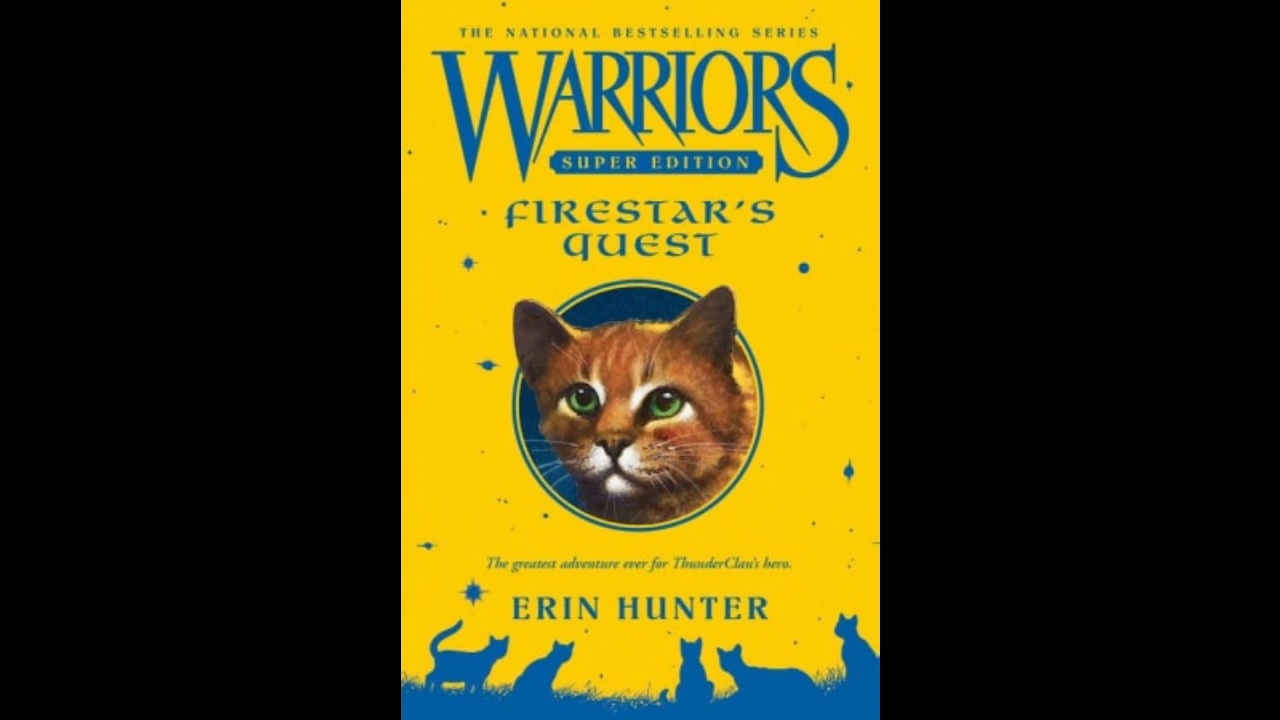 THE NATIONAL BESTSELLING SERIES
WARRIORS
SUPER EDITION
FIRESTAR'S
QUEST
The greatest adventure ever for ThunderClan's hero.
ERIN HUNTER